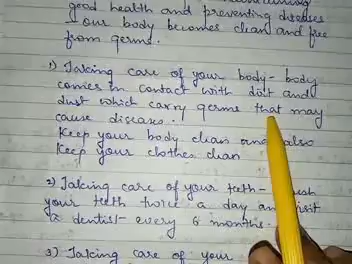 good health and preventing diseases
- our body becomes clean and free
from germs.
1) Taking care of your body - body
comes in contact with dirt and
dust which carry germs that may
cause diseases.
Keep your body clean and also
Keep your clothes clean
2) Taking care of your teeth -
your teeth twice a day an visit
dentist every 6 months.
3) Taking care of your